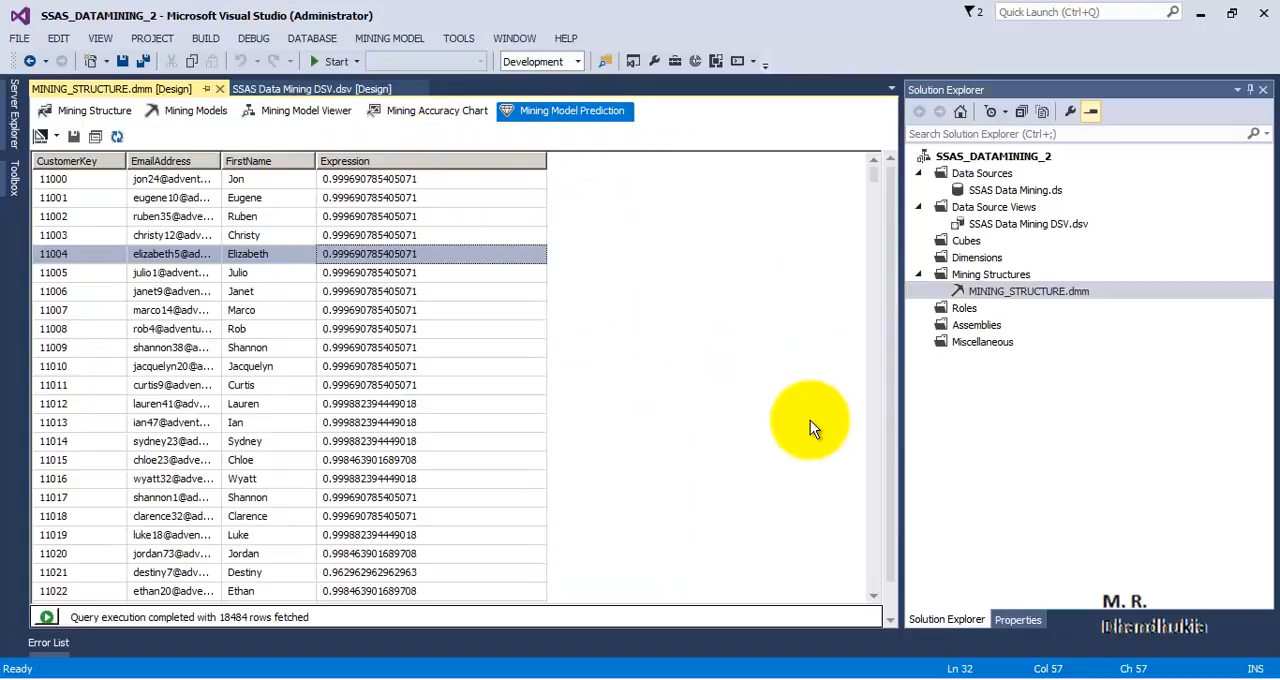 SSAS_DATAMINING_2 - Microsoft Visual Studio (Administrator)
2
Quick Launch (Ctrl+Q)
FILE EDIT VIEW PROJECT BUILD DEBUG DATABASE MINING MODEL TOOLS WINDOW HELP
Start Development
Server Explorer
Toolbox
MINING_STRUCTURE.dmm [Design] SSAS Data Mining DSV.dsv [Design]
Mining Structure Mining Models Mining Model Viewer Mining Accuracy Chart Mining Model Prediction
CustomerKey EmailAddress FirstName Expression
11000 jon24@advent... Jon 0.999690785405071
11001 eugene10@ad... Eugene 0.999690785405071
11002 ruben35@adve... Ruben 0.999690785405071
11003 christy12@adv... Christy 0.999690785405071
11004 elizabeth5@ad... Elizabeth 0.999690785405071
11005 julio1@advent... Julio 0.999690785405071
11006 janet9@adven... Janet 0.999690785405071
11007 marco14@adv... Marco 0.999690785405071
11008 rob4@adventu... Rob 0.999690785405071
11009 shannon38@a... Shannon 0.999690785405071
11010 jacquelyn20@a... Jacquelyn 0.999690785405071
11011 curtis9@advent... Curtis 0.999690785405071
11012 lauren41@adv... Lauren 0.999882394449018
11013 ian47@advent... Ian 0.999882394449018
11014 sydney23@ad... Sydney 0.999882394449018
11015 chloe23@adve... Chloe 0.998463901689708
11016 wyatt32@adve... Wyatt 0.999882394449018
11017 shannon1@ad... Shannon 0.999690785405071
11018 clarence32@ad... Clarence 0.999690785405071
11019 luke18@adven... Luke 0.999882394449018
11020 jordan73@adv... Jordan 0.998463901689708
11021 destiny7@adve... Destiny 0.962962962962963
11022 ethan20@adve... Ethan 0.998463901689708
Query execution completed with 18484 rows fetched
Solution Explorer
Search Solution Explorer (Ctrl+;)
SSAS_DATAMINING_2
Data Sources
SSAS Data Mining.ds
Data Source Views
SSAS Data Mining DSV.dsv
Cubes
Dimensions
Mining Structures
MINING_STRUCTURE.dmm
Roles
Assemblies
Miscellaneous
M. R.
Dhandhukia
Solution Explorer Properties
Error List
Ready Ln 32 Col 57 Ch 57 INS